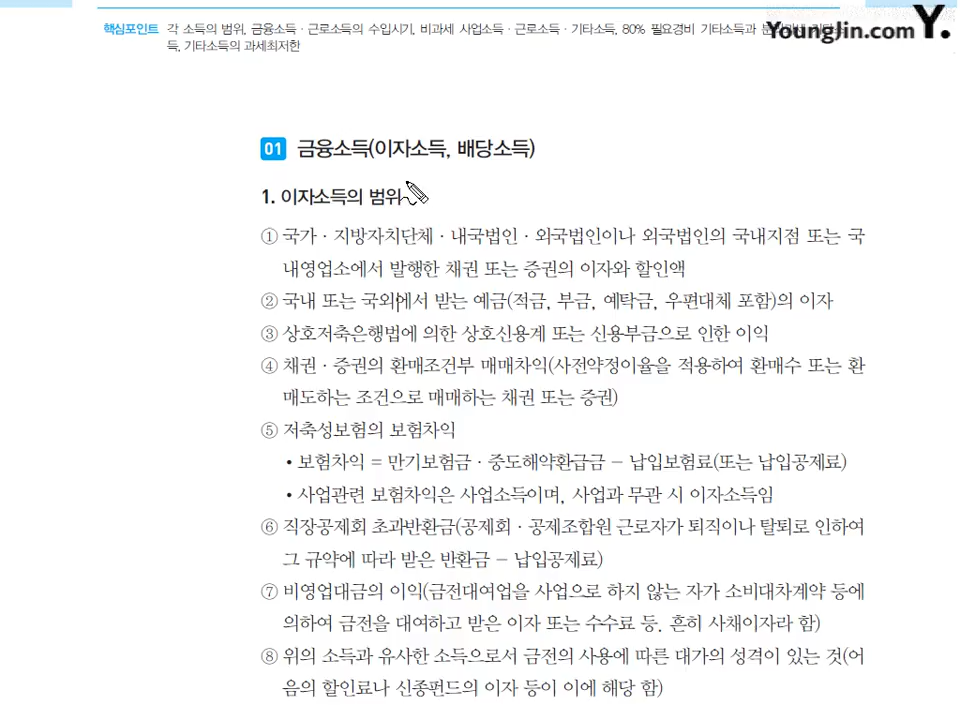 핵심포인트 각 소득의 범위, 금융소득 · 근로소득의 수입시기, 비과세 사업소득 · 근로소득 · 기타소득, 80% 필요경비 기타소득과
득, 기타소득의 과세최저한
Younglin.com Y.
01 금융소득(이자소득, 배당소득)
1. 이자소득의 범위
① 국가 · 지방자치단체 · 내국법인 · 외국법인이나 외국법인의 국내지점 또는 국
내영업소에서 발행한 채권 또는 증권의 이자와 할인액
② 국내 또는 국외에서 받는 예금(적금, 부금, 예탁금, 우편대체 포함)의 이자
③ 상호저축은행법에 의한 상호신용계 또는 신용부금으로 인한 이익
④ 채권 · 증권의 환매조건부 매매차익(사전약정이율을 적용하여 환매수 또는 환
매도하는 조건으로 매매하는 채권 또는 증권)
⑤ 저축성보험의 보험차익
• 보험차익 = 만기보험금 · 중도해약환급금 – 납입보험료(또는 납입공제료)
• 사업관련 보험차익은 사업소득이며, 사업과 무관 시 이자소득임
⑥ 직장공제회 초과반환금(공제회 · 공제조합원 근로자가 퇴직이나 탈퇴로 인하여
그 규약에 따라 받은 반환금 – 납입공제료)
⑦ 비영업대금의 이익(금전대여업을 사업으로 하지 않는 자가 소비대차계약 등에
의하여 금전을 대여하고 받은 이자 또는 수수료 등. 흔히 사채이자라 함)
⑧ 위의 소득과 유사한 소득으로서 금전의 사용에 따른 대가의 성격이 있는 것(어
음의 할인료나 신종펀드의 이자 등이 이에 해당 함)